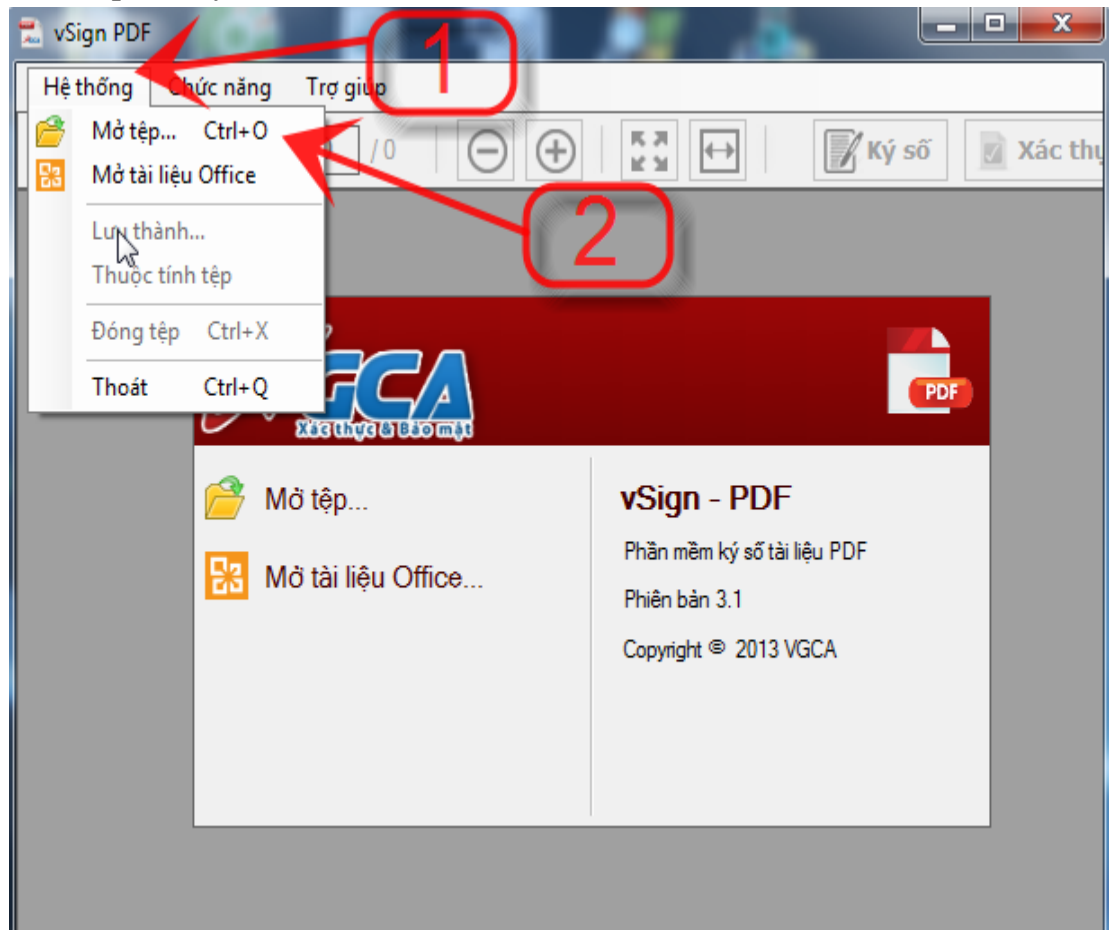 vSign PDF
1
Hệ thống Chức năng Trợ giúp
Mở tệp... Ctrl+O
/ 0
Ký số
Mở tài liệu Office
2
Lưu thành...
Thuộc tính tệp
Đóng tệp Ctrl+X
Thoát Ctrl+Q
VGCA
Xác thực & Bảo mật
PDF
Mở tệp...
Mở tài liệu Office...
vSign - PDF
Phần mềm ký số tài liệu PDF
Phiên bản 3.1
Copyright © 2013 VGCA